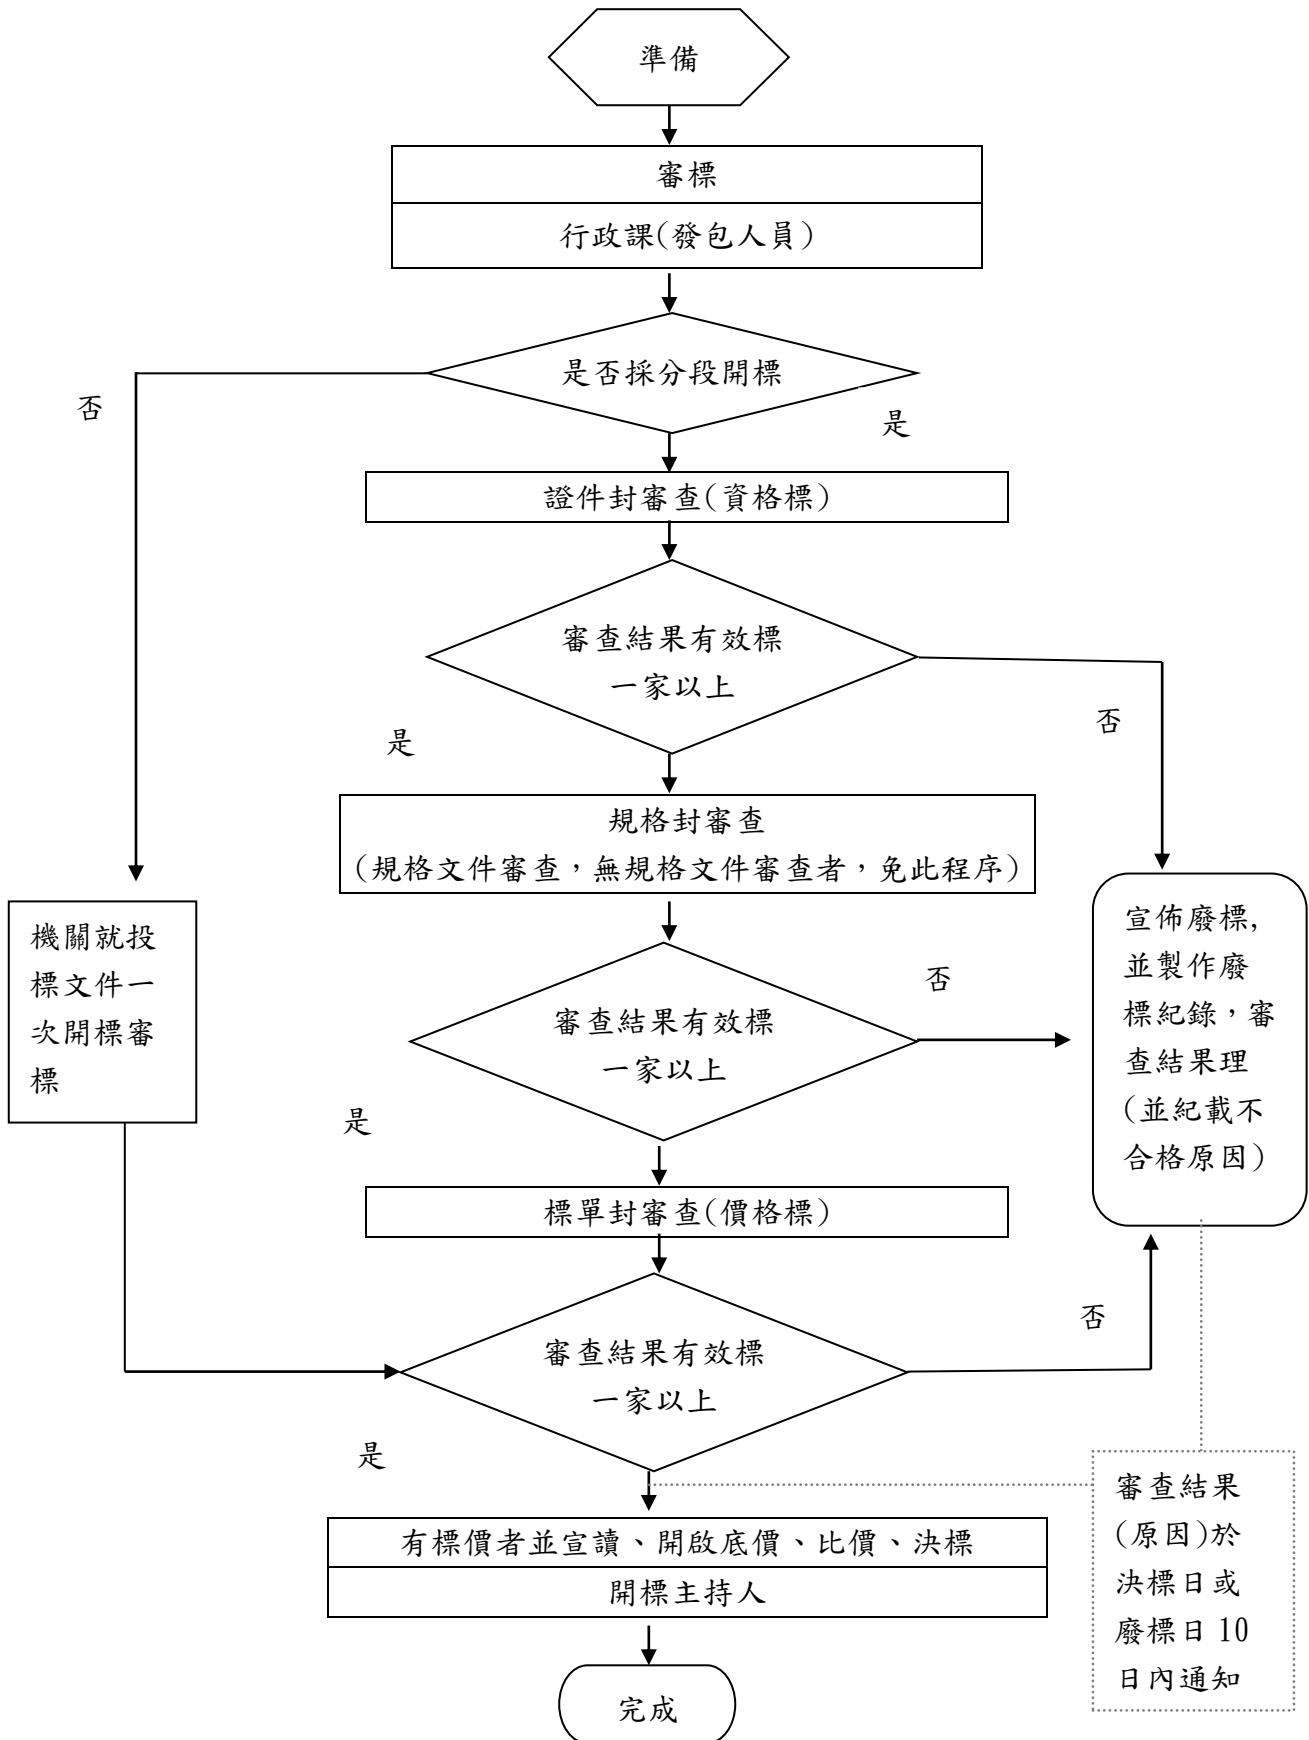 準備
審標
行政課(發包人員)
是否採分段開標
否
是
證件封審查(資格標)
審查結果有效標
一家以上
是
否
規格封審查
(規格文件審查，無規格文件審查者，免此程序)
機關就投
標文件一
次開標審
標
宣佈廢標,
並製作廢
標紀錄，審
查結果理
(並紀載不
合格原因)
審查結果有效標
一家以上
否
是
標單封審查(價格標)
審查結果有效標
一家以上
否
是
審查結果
(原因)於
決標日或
廢標日 10
日內通知
有標價者並宣讀、開啟底價、比價、決標
開標主持人
完成